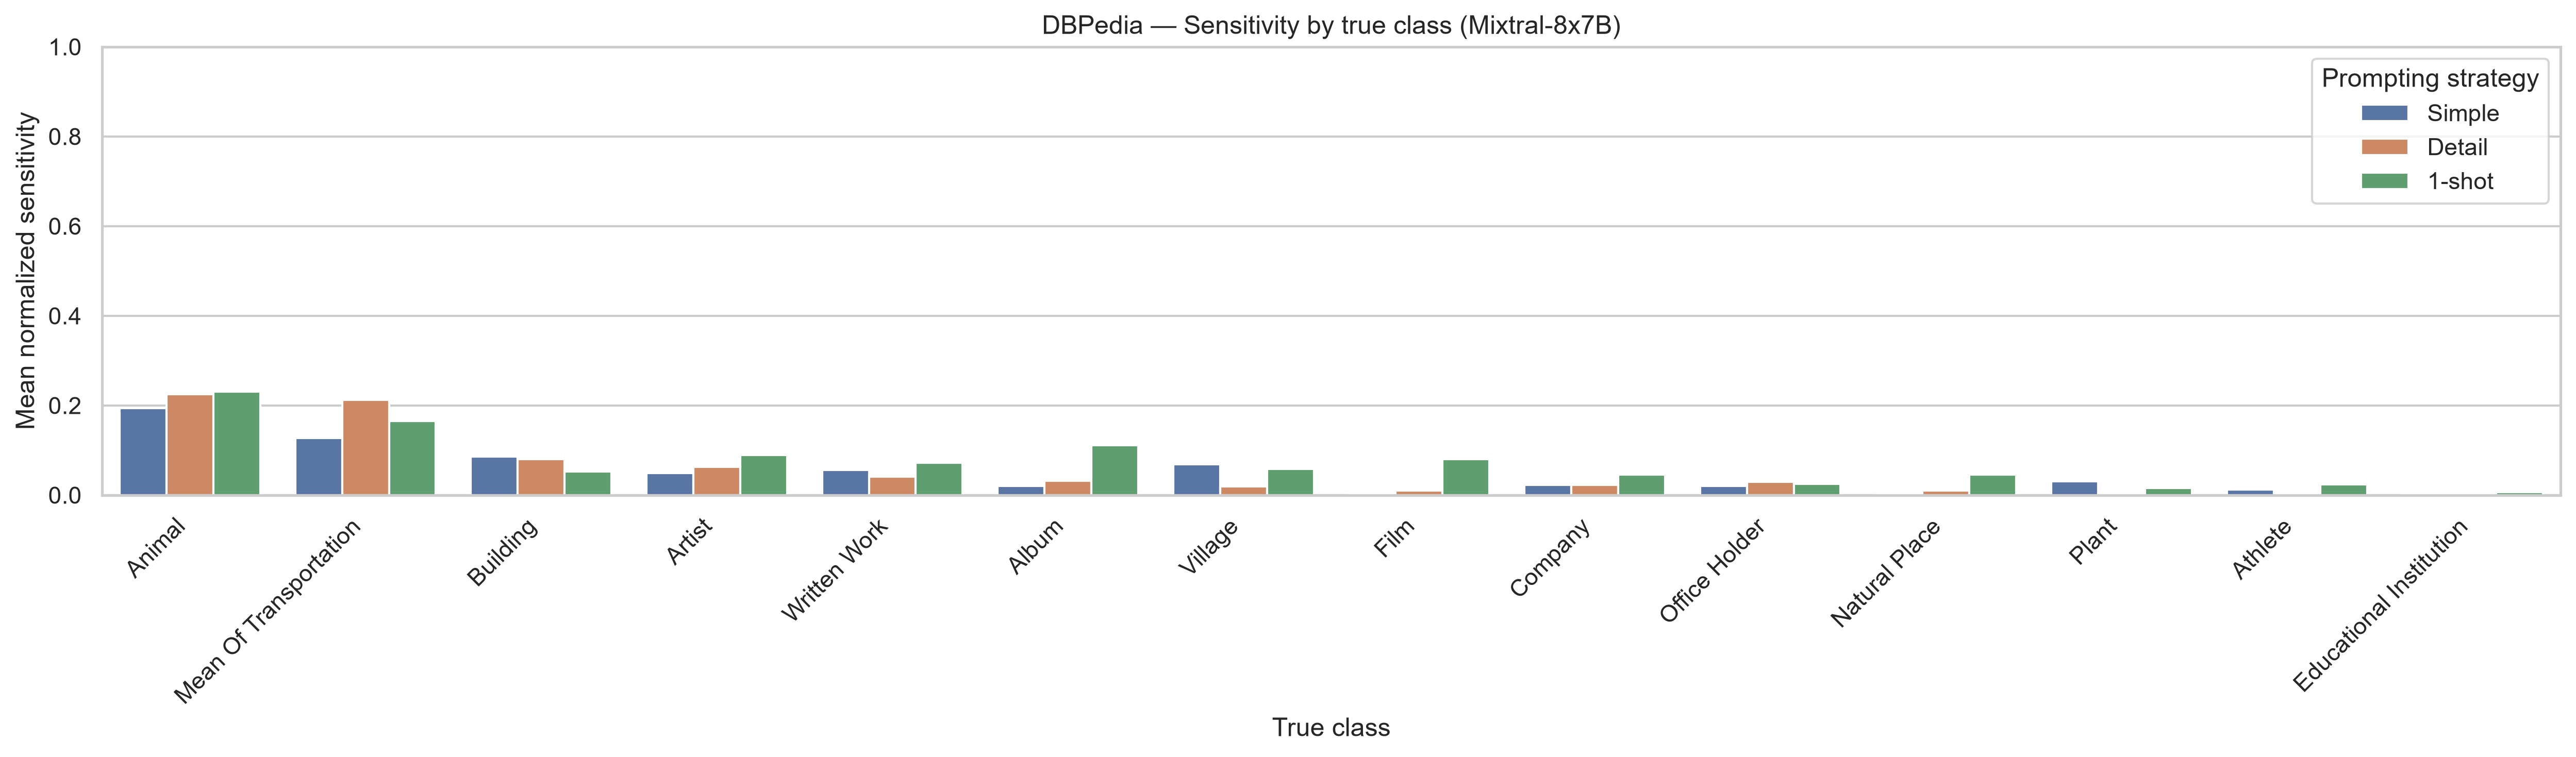 DBPedia — Sensitivity by true class (Mixtral-8x7B)
Mean normalized sensitivity
1.0
0.8
0.6
0.4
0.2
0.0
Prompting strategy
Simple
Detail
1-shot
Animal
Mean Of Transportation
Building
Artist
Written Work
Album
Village
Film
Company
Office Holder
Natural Place
Plant
Athlete
Educational Institution
True class